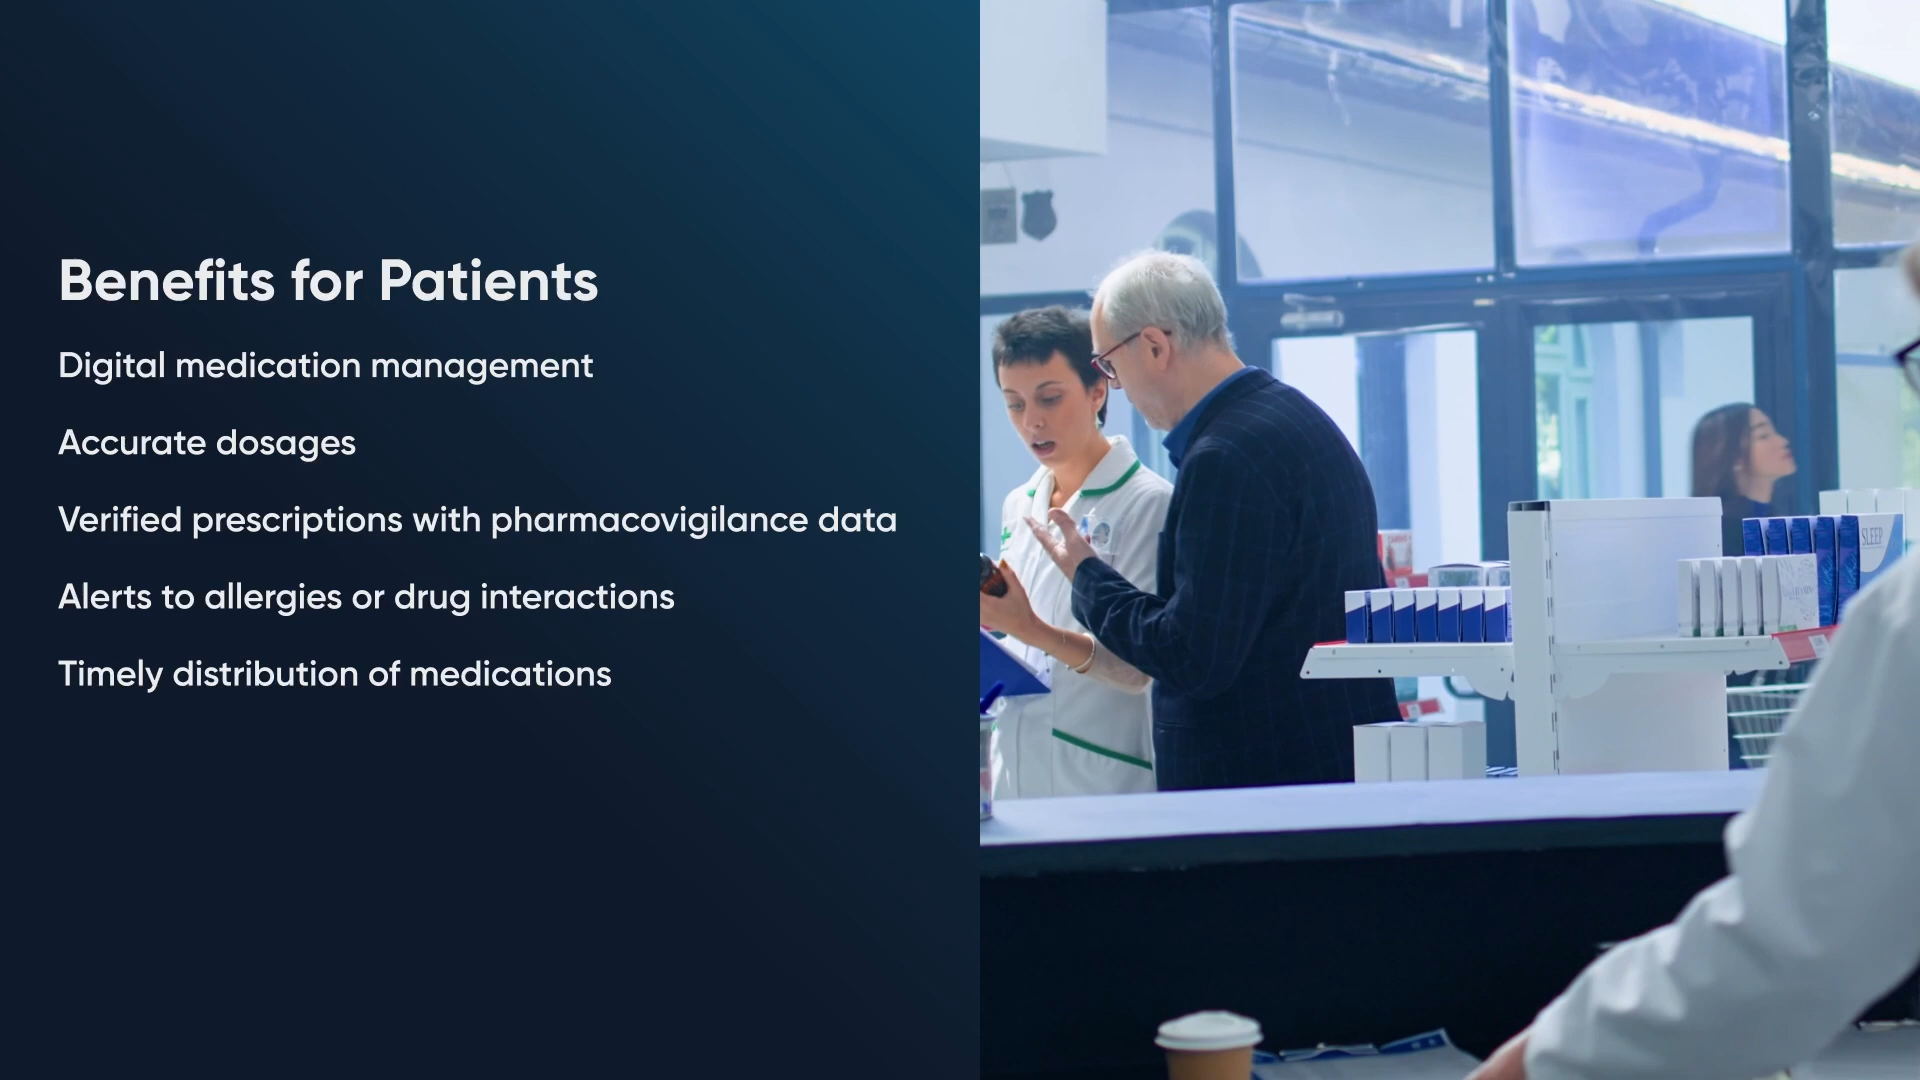 Benefits for Patients
Digital medication management
Accurate dosages
Verified prescriptions with pharmacovigilance data
Alerts to allergies or drug interactions
Timely distribution of medications
SLEEP